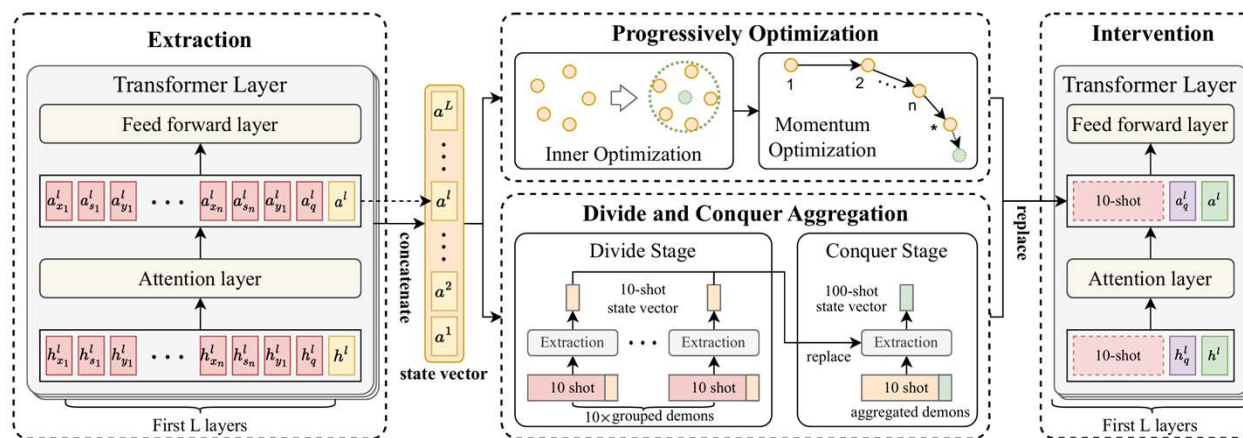 Extraction
Transformer Layer
Feed forward layer
a^l_{x_1} a^l_{s_1} a^l_{y_1} · · · a^l_{x_n} a^l_{s_n} a^l_{y_1} a^l_q a^l
Attention layer
h^l_{x_1} h^l_{s_1} h^l_{y_1} · · · h^l_{x_n} h^l_{s_n} h^l_{y_1} h^l_q h^l
First L layers
concatenate
a^L
a^l
a^2
a^1
state vector
Progressively Optimization
Inner Optimization
1 2 n *
Momentum
Optimization
Divide and Conquer Aggregation
Divide Stage
10-shot
state vector
Extraction · · · Extraction
10 shot 10 shot
10×grouped demons
replace
Conquer Stage
100-shot
state vector
Extraction
10 shot
aggregated demons
replace
Intervention
Transformer Layer
Feed forward layer
10-shot a^l_q a^l
Attention layer
10-shot h^l_q h^l
First L layers